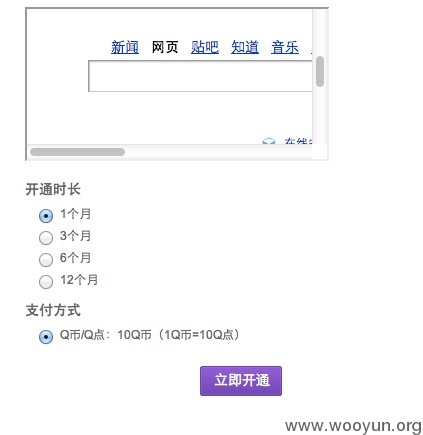 新闻 网页 贴吧 知道 音乐
在线
开通时长
1个月
3个月
6个月
12个月
支付方式
Q币/Q点：10Q币（1Q币=10Q点）
立即开通
www.wooyun.org